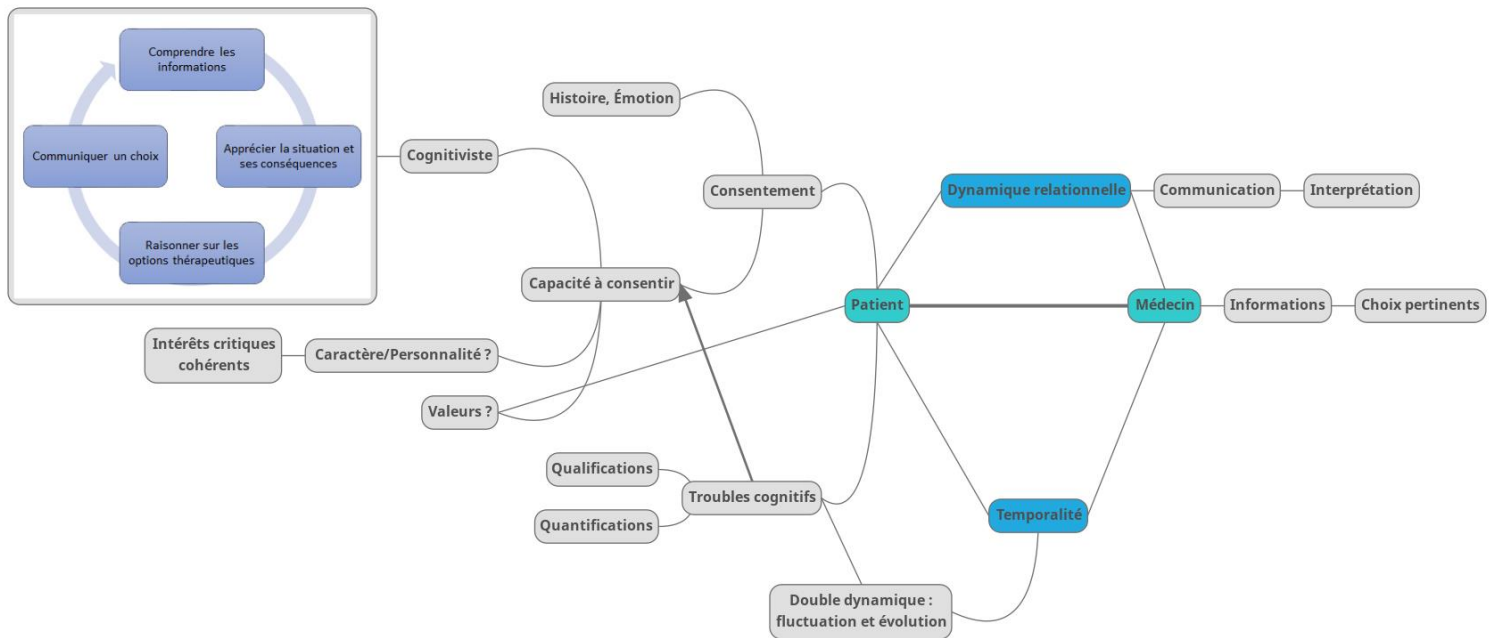 Comprendre les
informations
Communiquer un choix
Apprécier la situation et
ses conséquences
Raisonner sur les
options thérapeutiques
Cognitiviste
Histoire, Émotion
Consentement
Capacité à consentir
Intérêts critiques
cohérents
Caractère/Personnalité ?
Valeurs ?
Qualifications
Quantifications
Troubles cognitifs
Double dynamique :
fluctuation et évolution
Patient
Dynamique relationnelle
Communication
Interprétation
Médecin
Informations
Choix pertinents
Temporalité